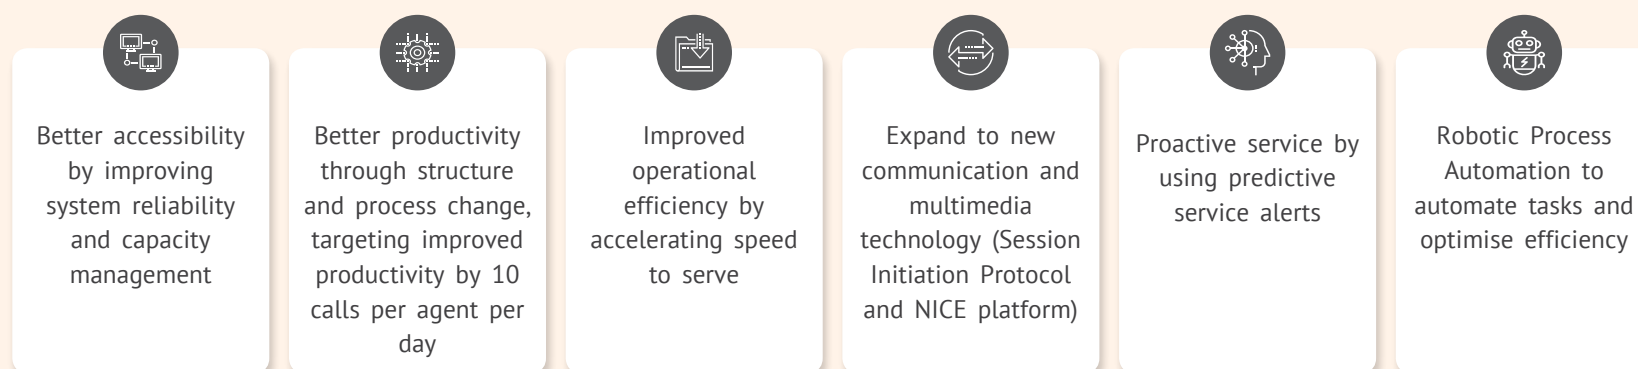 Better accessibility
by improving
system reliability
and capacity
management
Better productivity
through structure
and process change,
targeting improved
productivity by 10
calls per agent per
day
Improved
operational
efficiency by
accelerating speed
to serve
Expand to new
communication and
multimedia
technology (Session
Initiation Protocol
and NICE platform)
Proactive service by
using predictive
service alerts
Robotic Process
Automation to
automate tasks and
optimise efficiency